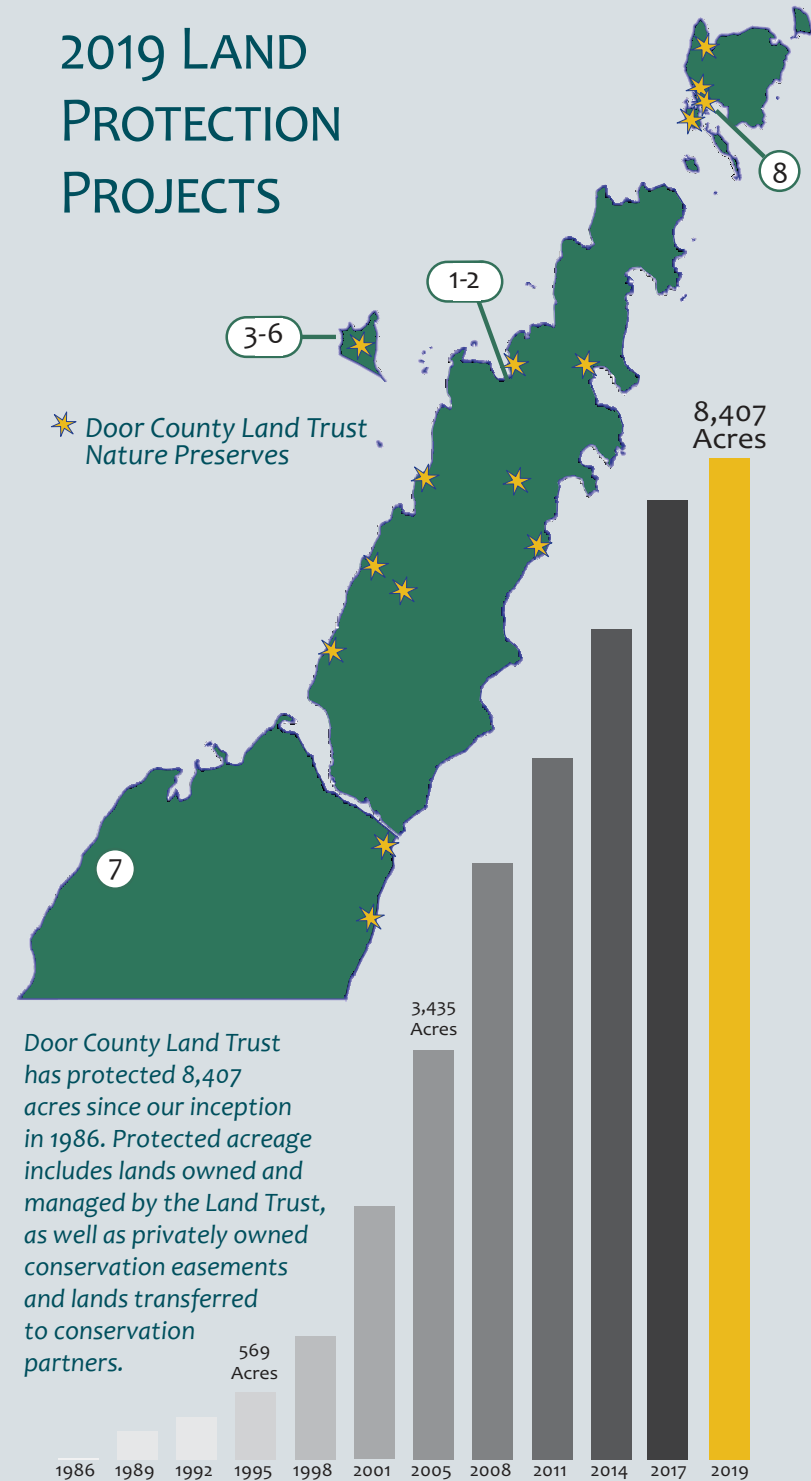 2019 Land
Protection
Projects
8
1-2
3-6
Door County Land Trust
Nature Preserves
8,407
Acres
7
3,435
Acres
Door County Land Trust
has protected 8,407
acres since our inception
in 1986. Protected acreage
includes lands owned and
managed by the Land Trust,
as well as privately owned
conservation easements
and lands transferred
to conservation
partners.
569
Acres
1986 1989 1992 1995 1998 2001 2005 2008 2011 2014 2017 2019